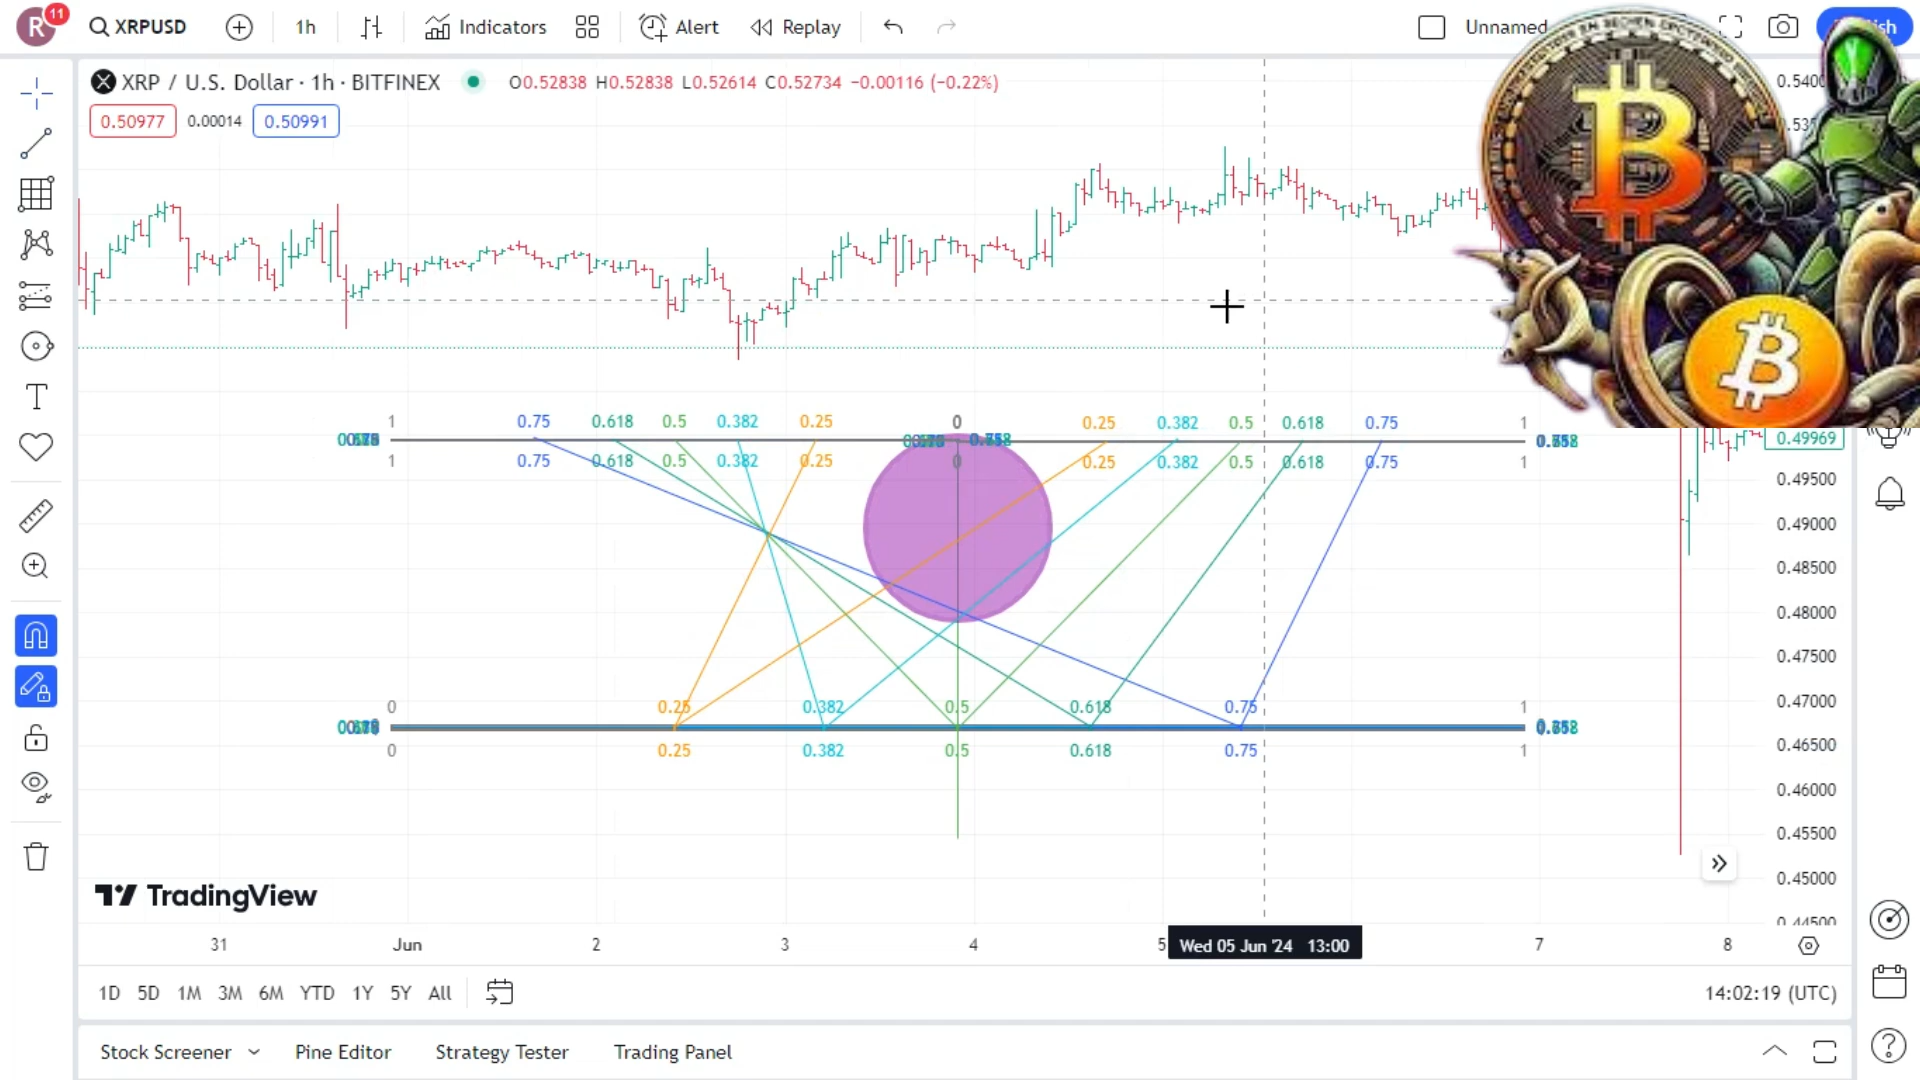 R 11 XRPUSD 1h Indicators Alert Replay Unnamed
XRP / U.S. Dollar · 1h · BITFINEX O0.52838 H0.52838 L0.52614 C0.52734 −0.00116 (−0.22%)
0.50977 0.00014 0.50991
1 0.75 0.618 0.5 0.382 0.25 0 0.25 0.382 0.5 0.618 0.75 1
1 0.75 0.618 0.5 0.382 0.25 0 0.25 0.382 0.5 0.618 0.75 1
0.49969
0.49500
0.49000
0.48500
0.48000
0.47500
0.47000
0 0.25 0.382 0.5 0.618 0.75 1
0 0.25 0.382 0.5 0.618 0.75 1
0.46500
0.46000
0.45500
0.45000
TradingView
31 Jun 2 3 4 5 Wed 05 Jun '24 13:00 7 8
1D 5D 1M 3M 6M YTD 1Y 5Y All
14:02:19 (UTC)
Stock Screener Pine Editor Strategy Tester Trading Panel